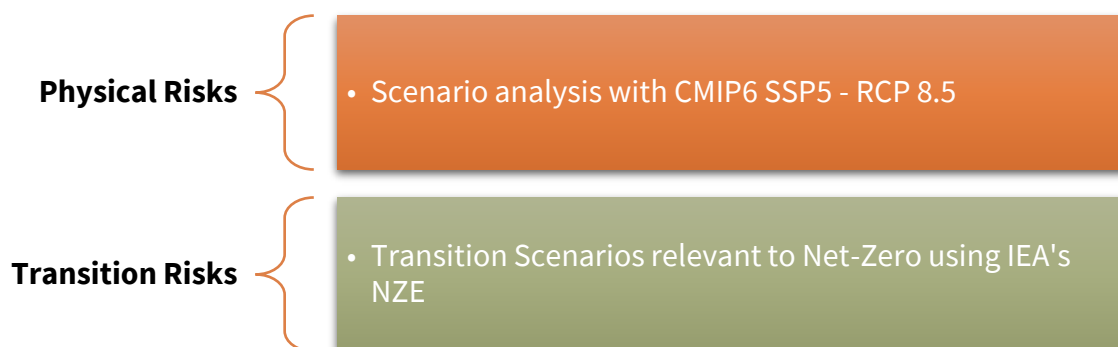 Physical Risks
• Scenario analysis with CMIP6 SSP5 - RCP 8.5
Transition Risks
• Transition Scenarios relevant to Net-Zero using IEA's
NZE